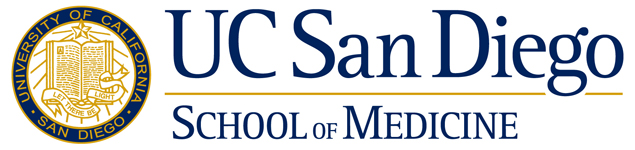 UNIVERSITY OF CALIFORNIA
SAN DIEGO
LET THERE BE
LIGHT
UC San Diego
SCHOOL OF MEDICINE